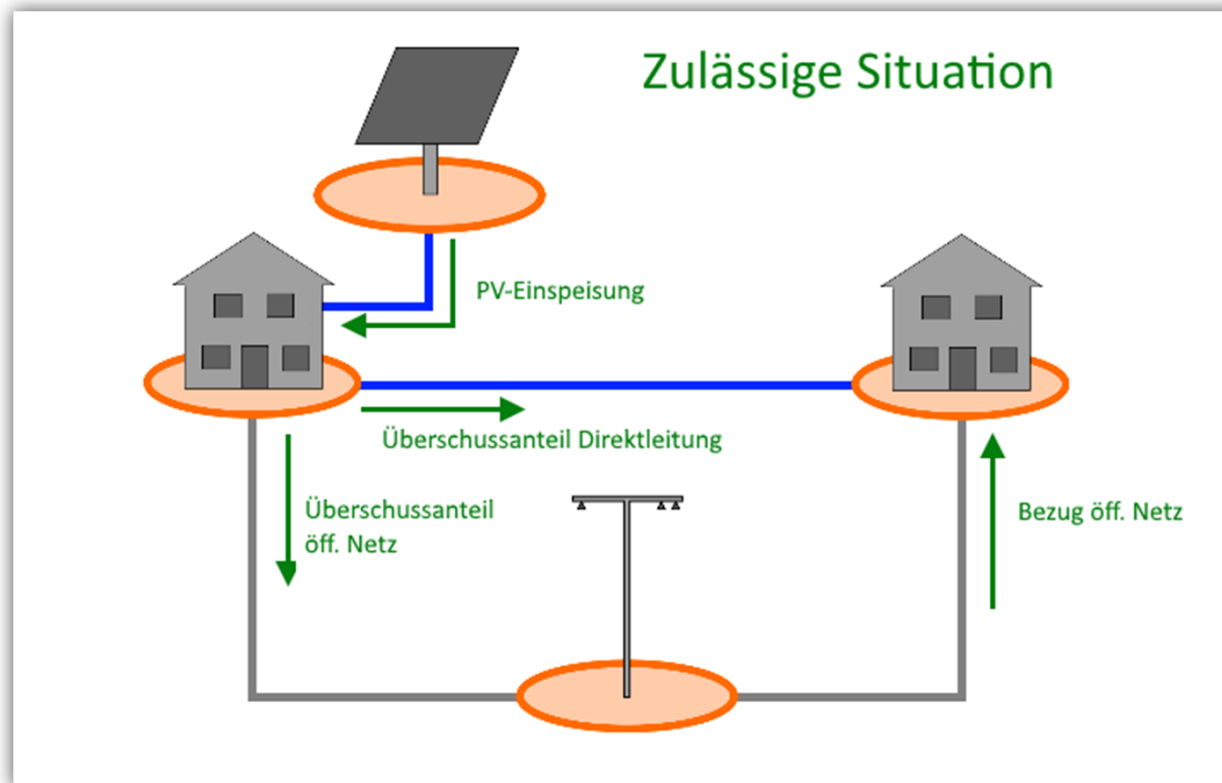 Zulässige Situation
PV-Einspeisung
Überschussanteil Direktleitung
Überschussanteil
öff. Netz
Bezug öff. Netz